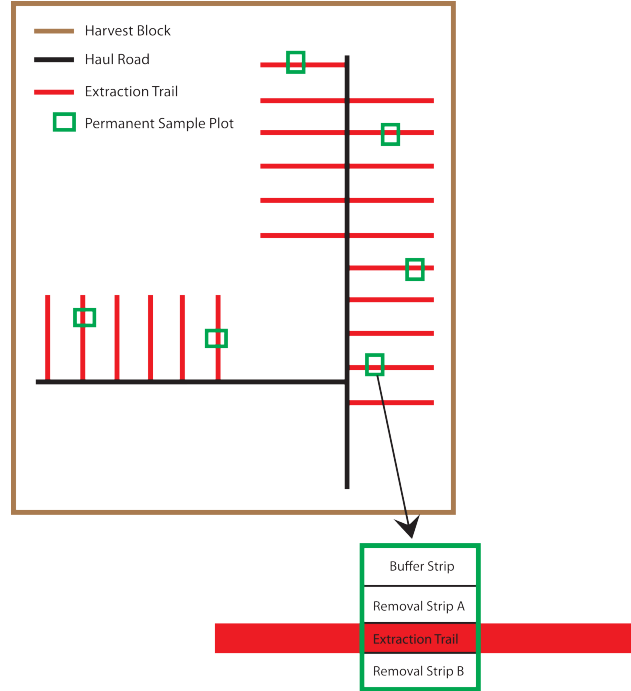 Harvest Block
Haul Road
Extraction Trail
Permanent Sample Plot
Buffer Strip
Removal Strip A
Extraction Trail
Removal Strip B